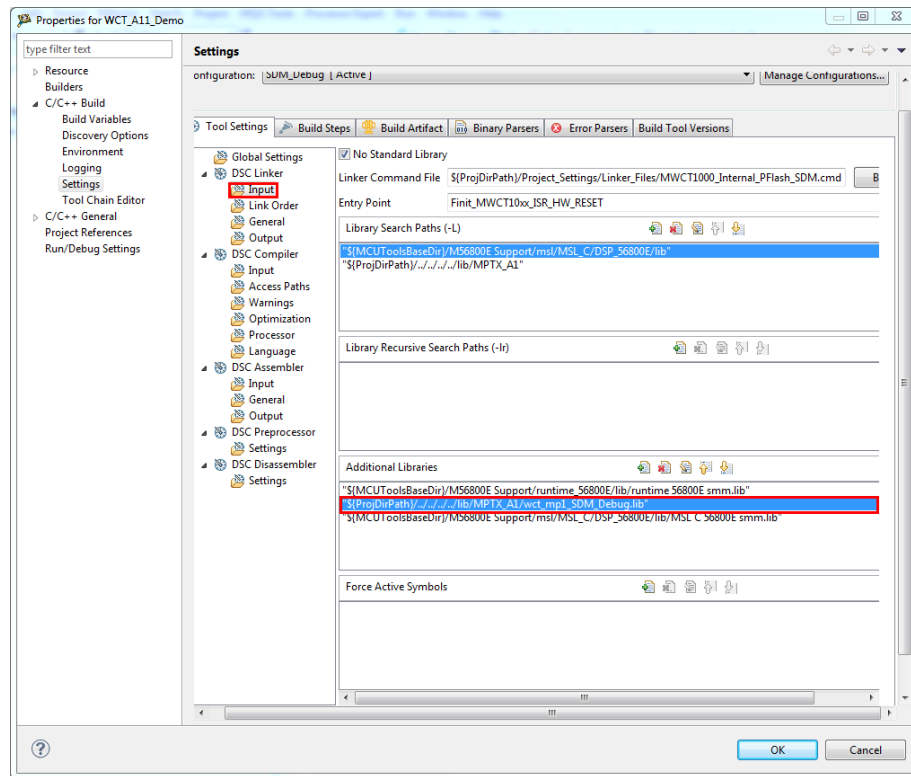 Properties for WCT_A11_Demo
type filter text
Settings
Resource
Builders
C/C++ Build
Build Variables
Discovery Options
Environment
Logging
Settings
Tool Chain Editor
C/C++ General
Project References
Run/Debug Settings
onfiguration: SDM_Debug [ Active ]
Manage Configurations...
Tool Settings
Build Steps
Build Artifact
Binary Parsers
Error Parsers
Build Tool Versions
Global Settings
DSC Linker
Input
Link Order
General
Output
DSC Compiler
Input
Access Paths
Warnings
Optimization
Processor
Language
DSC Assembler
Input
General
Output
DSC Preprocessor
Settings
DSC Disassembler
Settings
No Standard Library
Linker Command File ${ProjDirPath}/Project_Settings/Linker_Files/MWCT1000_Internal_PFlash_SDM.cmd B
Entry Point Finit_MWCT10xx_ISR_HW_RESET
Library Search Paths (-L)
"${MCUToolsBaseDir}/M56800E Support/msl/MSL_C/DSP_56800E/lib"
"${ProjDirPath}/../../../../lib/MPTX_A1"
Library Recursive Search Paths (-lr)
Additional Libraries
"${MCUToolsBaseDir}/M56800E Support/runtime_56800E/lib/runtime 56800E smm.lib"
"${ProjDirPath}/../../../../lib/MPTX_A1/wct_mp1_SDM_Debug.lib"
"${MCUToolsBaseDir}/M56800E Support/msl/MSL_C/DSP_56800E/lib/MSL C 56800E smm.lib"
Force Active Symbols
OK
Cancel